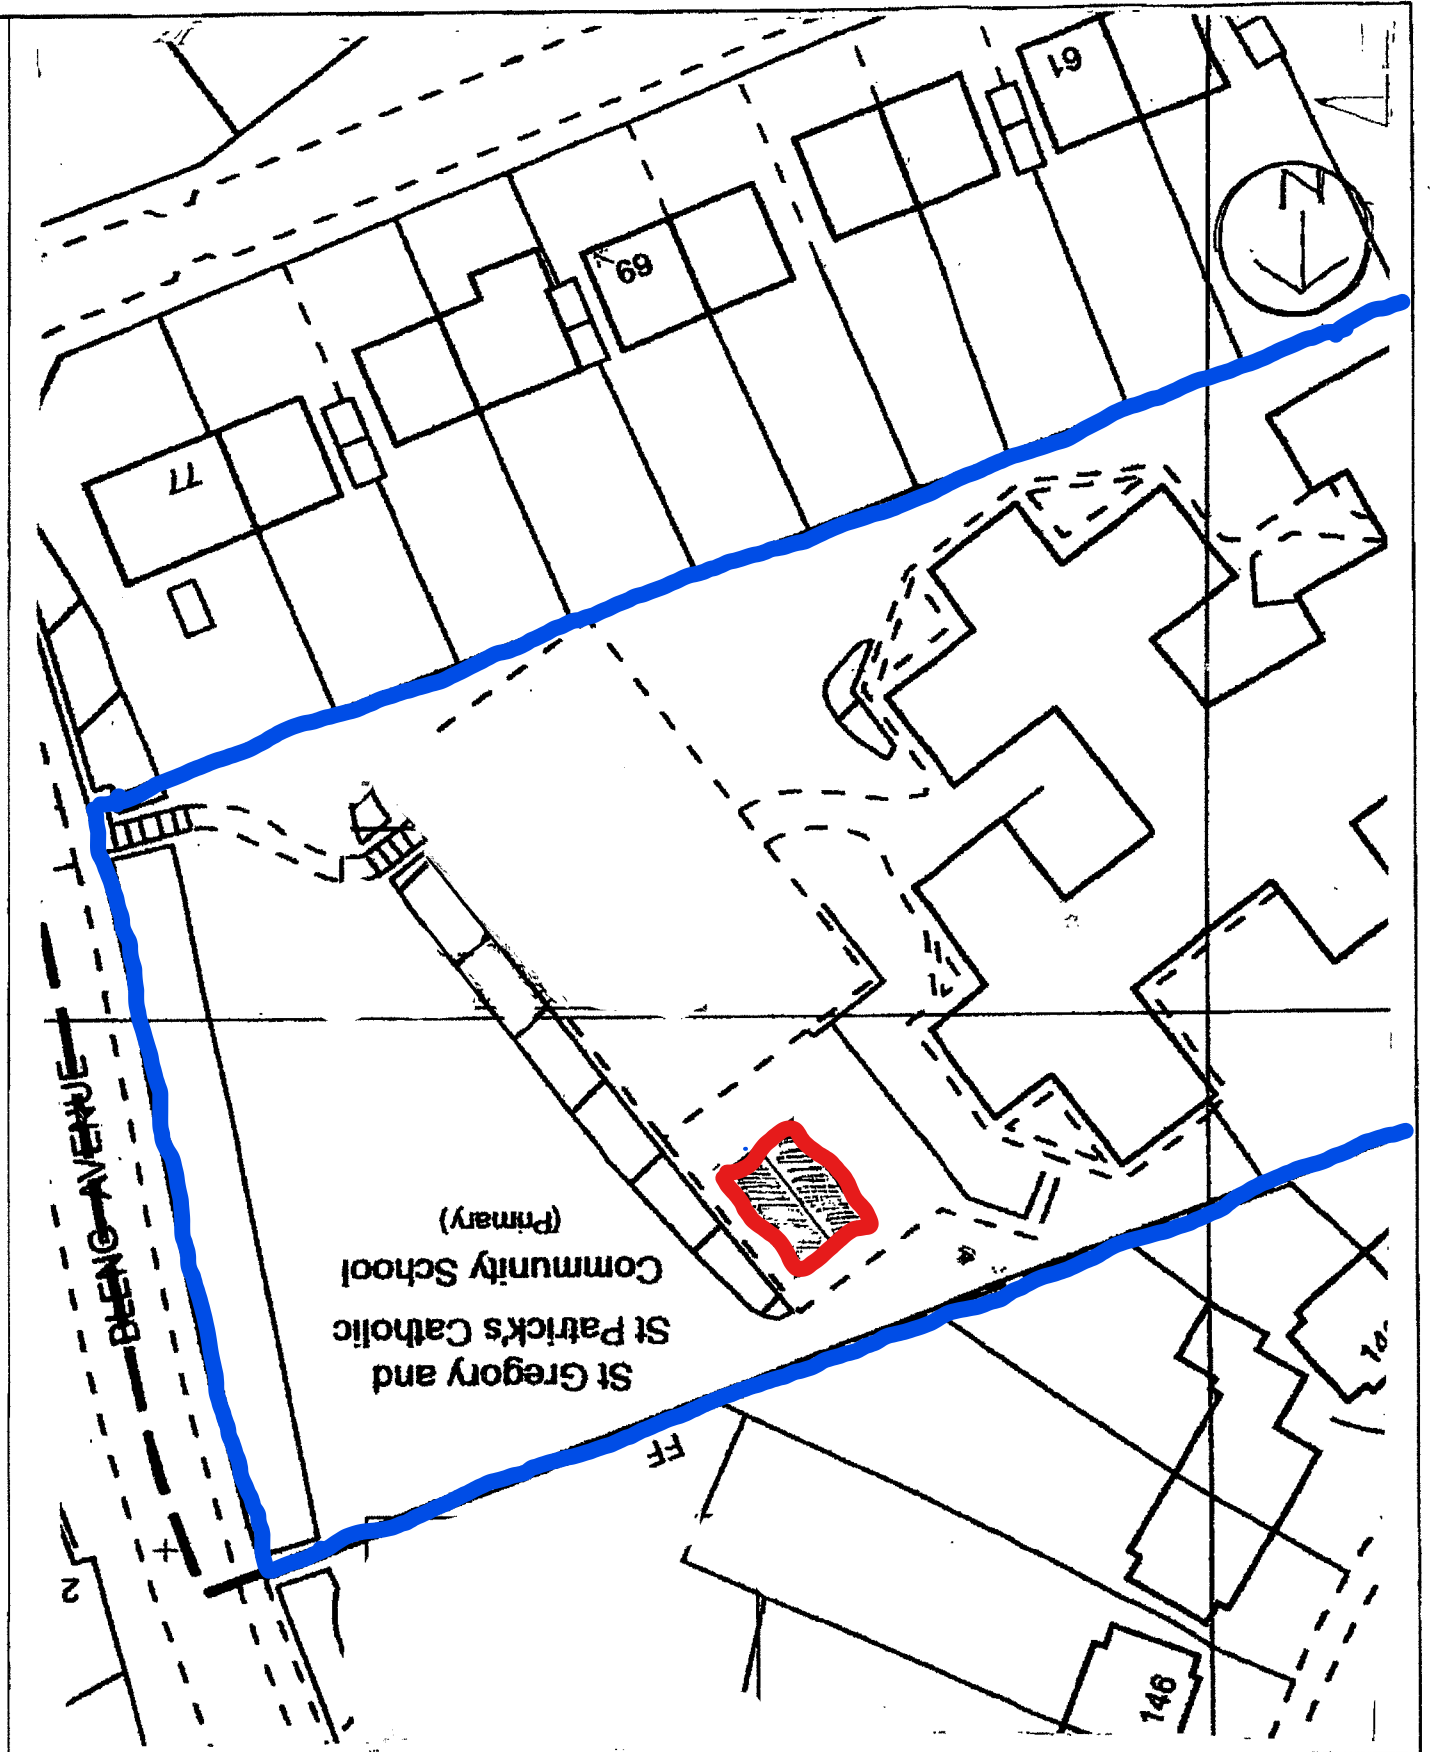 61
N
69
77
BLENG AVENUE
St Gregory and
St Patrick's Catholic
Community School
(Primary)
FF
2
146